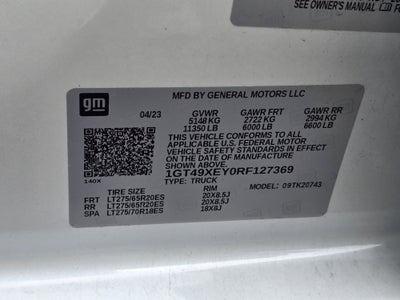 SEE OWNER'S MANUAL
gm
MFD BY GENERAL MOTORS LLC
04/23 GVWR GAWR FRT GAWR RR
5148 KG 2722 KG 2994 KG
11350 LB 6000 LB 6600 LB
THIS VEHICLE CONFORMS TO ALL
APPLICABLE U.S. FEDERAL MOTOR
VEHICLE SAFETY STANDARDS IN EFFECT
ON THE DATE OF MANUFACTURE
SHOWN ABOVE.
1GT49XEY0RF127369
140X TYPE: TRUCK
MODEL: 09TK20743
TIRE SIZE RIM
FRT LT275/65R20ES 20X8.5J
RR LT275/65R20ES 20X8.5J
SPA LT275/70R18ES 18X8J